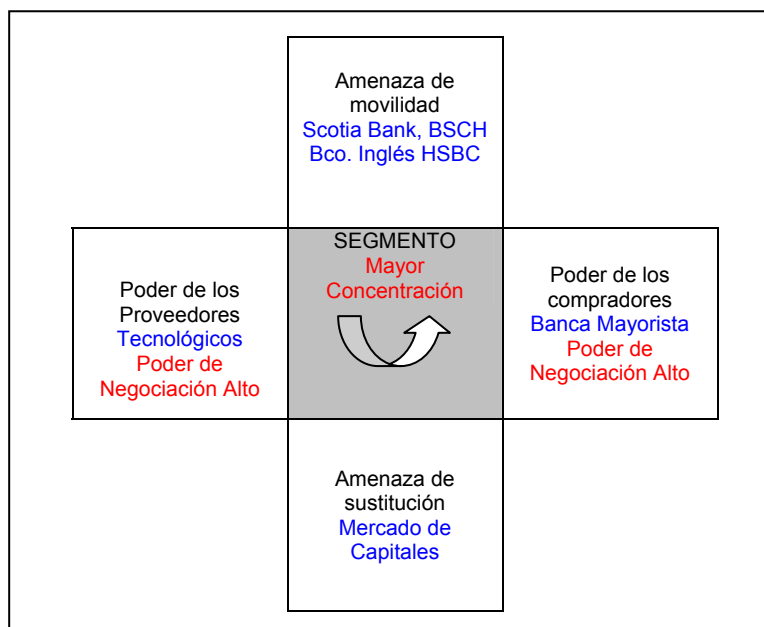 Amenaza de
movilidad
Scotia Bank, BSCH
Bco. Inglés HSBC
Poder de los
Proveedores
Tecnológicos
Poder de
Negociación Alto
SEGMENTO
Mayor
Concentración
Poder de los
compradores
Banca Mayorista
Poder de
Negociación Alto
Amenaza de
sustitución
Mercado de
Capitales